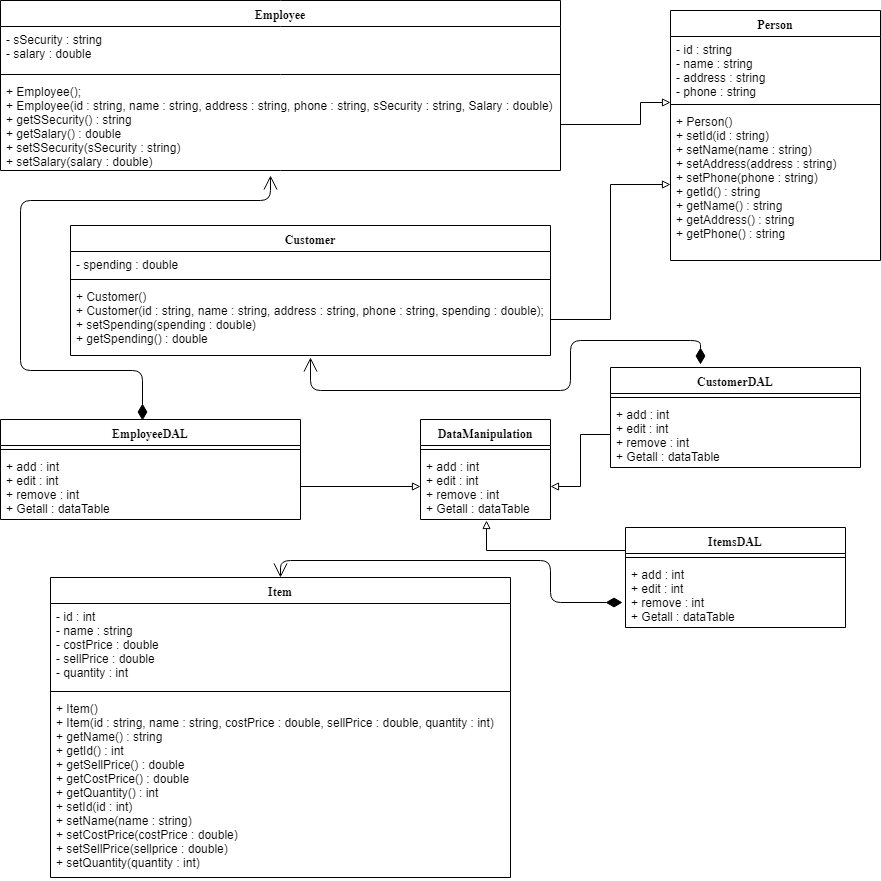 Employee
- sSecurity : string
- salary : double
+ Employee();
+ Employee(id : string, name : string, address : string, phone : string, sSecurity : string, Salary : double)
+ getSSecurity() : string
+ getSalary() : double
+ setSSecurity(sSecurity : string)
+ setSalary(salary : double)
Person
- id : string
- name : string
- address : string
- phone : string
+ Person()
+ setId(id : string)
+ setName(name : string)
+ setAddress(address : string)
+ setPhone(phone : string)
+ getId() : string
+ getName() : string
+ getAddress() : string
+ getPhone() : string
Customer
- spending : double
+ Customer()
+ Customer(id : string, name : string, address : string, phone : string, spending : double);
+ setSpending(spending : double)
+ getSpending() : double
CustomerDAL
+ add : int
+ edit : int
+ remove : int
+ Getall : dataTable
EmployeeDAL
+ add : int
+ edit : int
+ remove : int
+ Getall : dataTable
DataManipulation
+ add : int
+ edit : int
+ remove : int
+ Getall : dataTable
ItemsDAL
+ add : int
+ edit : int
+ remove : int
+ Getall : dataTable
Item
- id : int
- name : string
- costPrice : double
- sellPrice : double
- quantity : int
+ Item()
+ Item(id : string, name : string, costPrice : double, sellPrice : double, quantity : int)
+ getName() : string
+ getId() : int
+ getSellPrice() : double
+ getCostPrice() : double
+ getQuantity() : int
+ setId(id : int)
+ setName(name : string)
+ setCostPrice(costPrice : double)
+ setSellPrice(sellprice : double)
+ setQuantity(quantity : int)